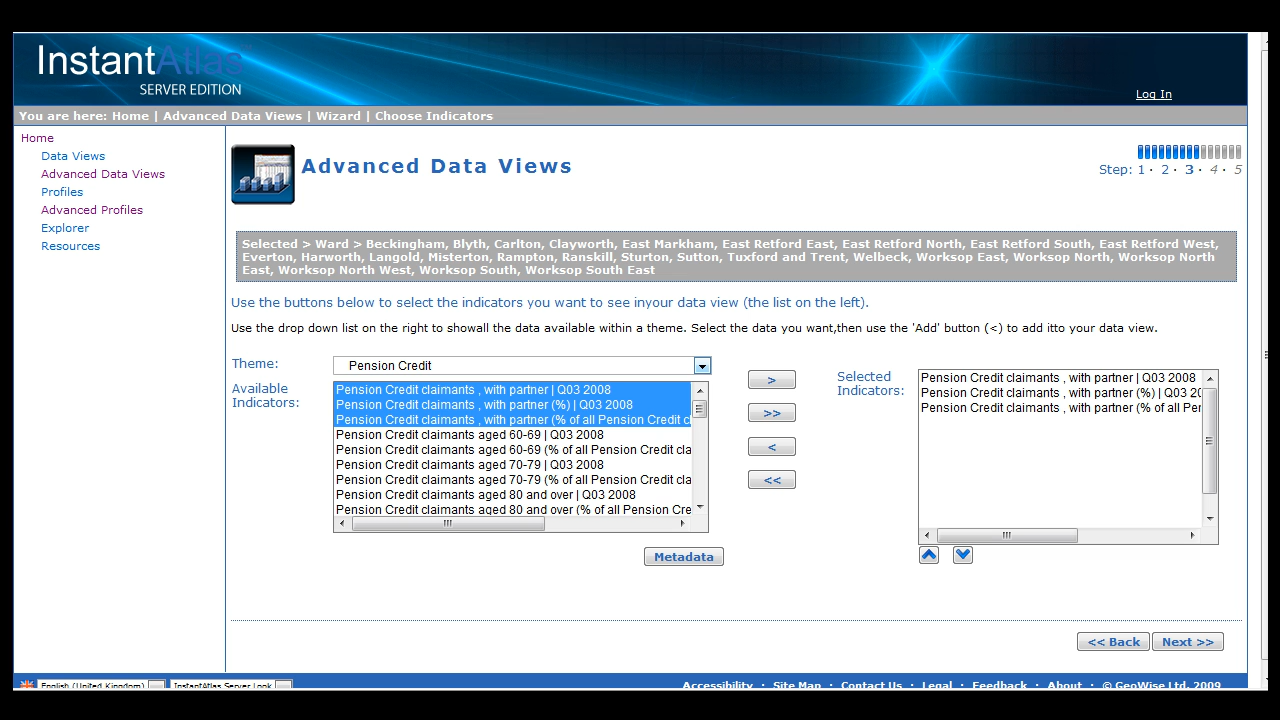 InstantAtlas
SERVER EDITION
Log In
You are here: Home | Advanced Data Views | Wizard | Choose Indicators
Home
Data Views
Advanced Data Views
Profiles
Advanced Profiles
Explorer
Resources
Advanced Data Views
Step: 1 · 2 · 3 · 4 · 5
Selected > Ward > Beckingham, Blyth, Carlton, Clayworth, East Markham, East Retford East, East Retford North, East Retford South, East Retford West,
Everton, Harworth, Langold, Misterton, Rampton, Ranskill, Sturton, Sutton, Tuxford and Trent, Welbeck, Worksop East, Worksop North, Worksop North
East, Worksop North West, Worksop South, Worksop South East
Use the buttons below to select the indicators you want to see inyour data view (the list on the left).
Use the drop down list on the right to showall the data available within a theme. Select the data you want,then use the 'Add' button (<) to add itto your data view.
Theme:
Pension Credit
Available
Indicators:
Pension Credit claimants , with partner | Q03 2008
Pension Credit claimants , with partner (%) | Q03 2008
Pension Credit claimants , with partner (% of all Pension Credit c
Pension Credit claimants aged 60-69 | Q03 2008
Pension Credit claimants aged 60-69 (% of all Pension Credit cla
Pension Credit claimants aged 70-79 | Q03 2008
Pension Credit claimants aged 70-79 (% of all Pension Credit cla
Pension Credit claimants aged 80 and over | Q03 2008
Pension Credit claimants aged 80 and over (% of all Pension Cre
>
>>
<
<<
Selected
Indicators:
Pension Credit claimants , with partner | Q03 2008
Pension Credit claimants , with partner (%) | Q03 20
Pension Credit claimants , with partner (% of all Per
Metadata
<< Back
Next >>
English (United Kingdom)
InstantAtlas Server Look
Accessibility · Site Map · Contact Us · Legal · Feedback · About · © GeoWise Ltd. 2009